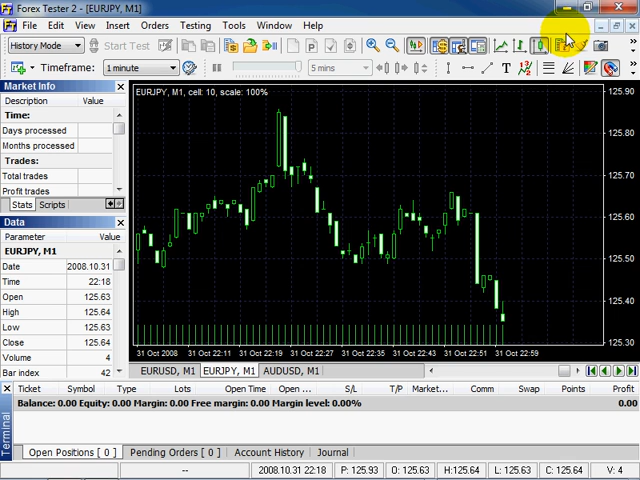 Forex Tester 2 - [EURJPY, M1]
File Edit View Insert Orders Testing Tools Window Help
History Mode Start Test
Timeframe: 1 minute 5 mins T
Market Info
Description Value
Time:
Days processed
Months processed
Trades:
Total trades
Profit trades
Stats Scripts
Data
Parameter Value
EURJPY, M1
Date 2008.10.31
Time 22:18
Open 125.63
High 125.64
Low 125.63
Close 125.64
Volume 4
Bar index 42
EURJPY, M1, cell: 10, scale: 100%
125.90
125.80
125.70
125.60
125.50
125.40
125.30
31 Oct 2008 31 Oct 22:11 31 Oct 22:19 31 Oct 22:27 31 Oct 22:35 31 Oct 22:43 31 Oct 22:51 31 Oct 22:59
EURUSD, M1 EURJPY, M1 AUDUSD, M1
Terminal
Ticket Symbol Type Lots Open Time Open ... S/L T/P Market... Comm Swap Points Profit
Balance: 0.00 Equity: 0.00 Margin: 0.00 Free margin: 0.00 Margin level: 0.00% 0.00
Open Positions [ 0 ] Pending Orders [ 0 ] Account History Journal
-- 2008.10.31 22:18 P: 125.93 O: 125.63 H:125.64 L: 125.63 C: 125.64 V: 4